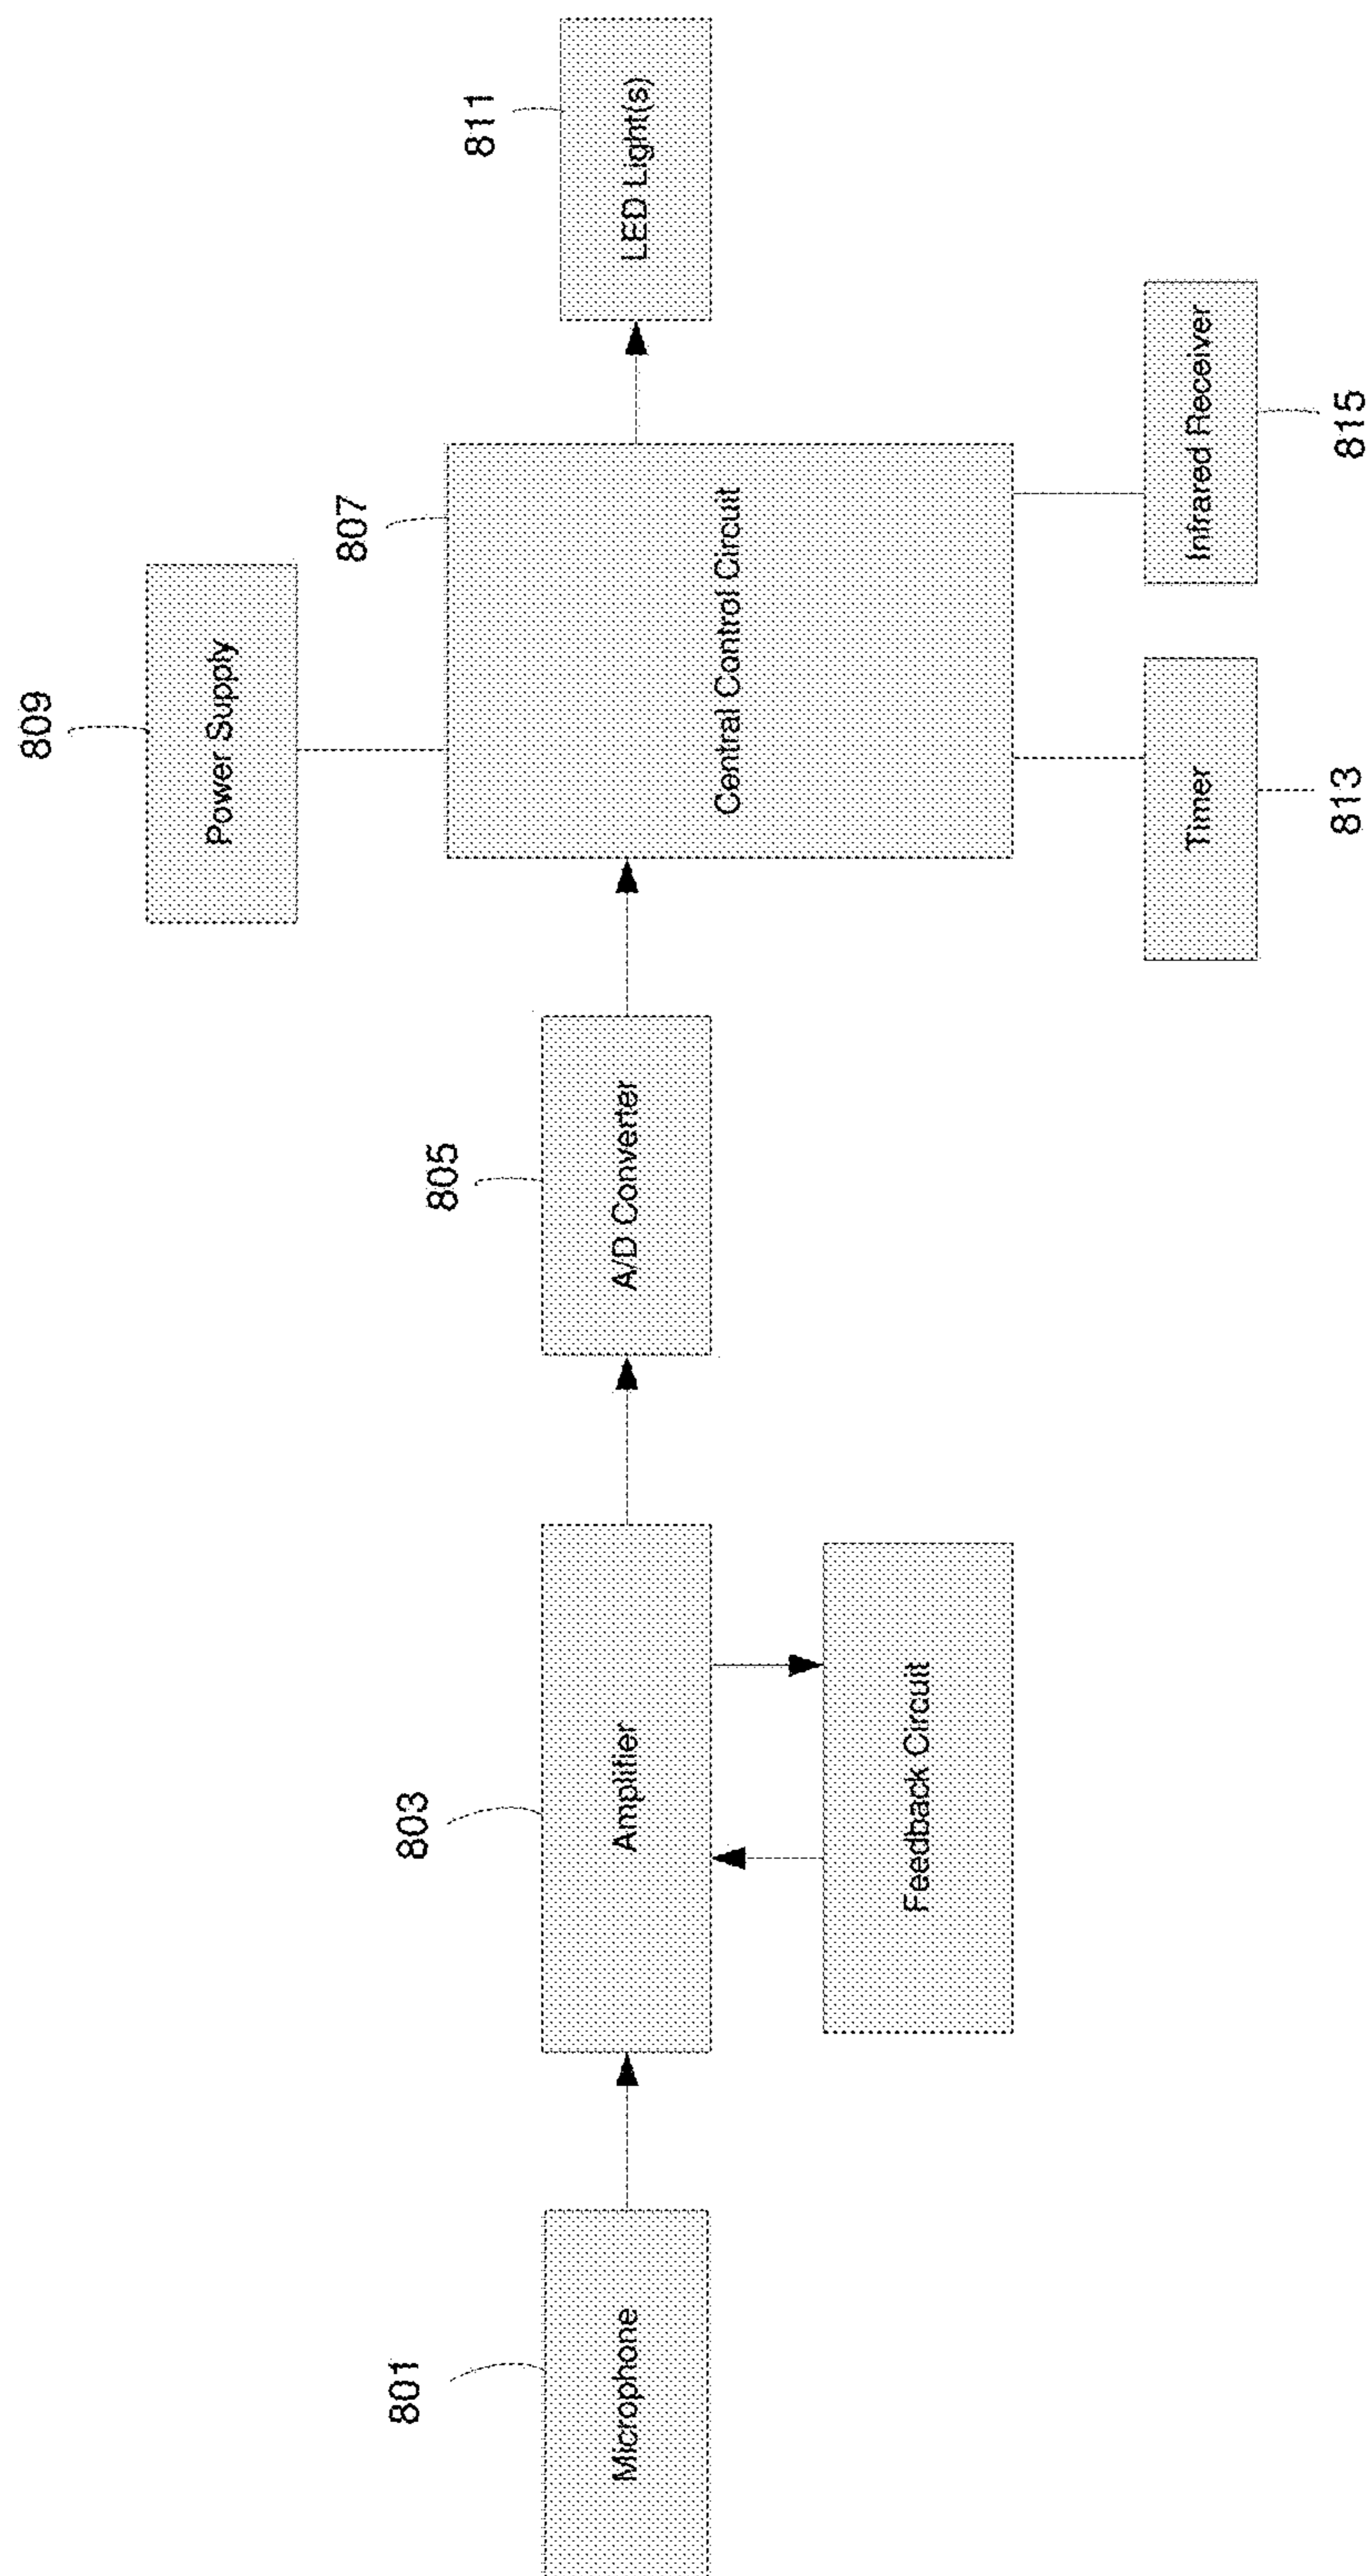 809
Power Supply
807
811
801
803
805
Microphone
Amplifier
A/D Converter
Central Control Circuit
LED Light(s)
Feedback Circuit
Timer
Infrared Receiver
813
815